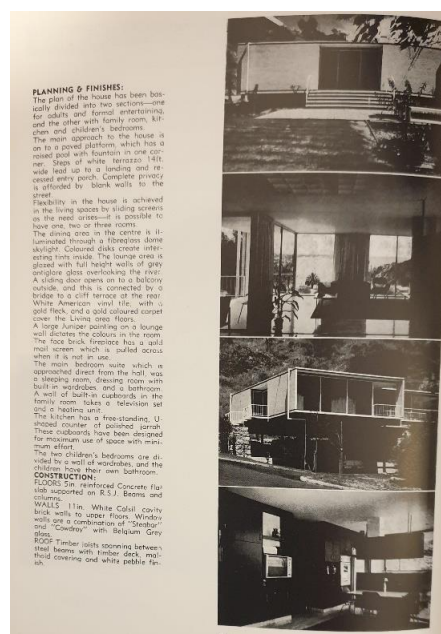 PLANNING & FINISHES:
The plan of the house has been bas-
ically divided into two sections—one
for adults and formal entertaining,
and the other with family room, kit-
chen and children's bedrooms.
The main approach to the house is
on to a paved platform, which has a
raised pool with fountain in one cor-
ner. Steps of white terrazzo 14ft.
wide lead up to a landing and re-
cessed entry porch. Complete privacy
is afforded by blank walls to the
street.
Flexibility in the house is achieved
in the living spaces by sliding screens
as the need arises—it is possible to
have one, two or three rooms.
The dining area in the centre is il-
luminated through a fibreglass dome
skylight. Coloured disks create inter-
esting tints inside. The lounge area is
glazed with full height walls of grey
antiglare glass overlooking the river.
A sliding door opens on to a balcony
outside, and this is connected by a
bridge to a cliff terrace at the rear.
White American vinyl tile, with a
gold fleck, and a gold coloured carpet
cover the Living area floors.
A large Juniper painting on a lounge
wall dictates the colours in the room.
The face brick fireplace has a gold
mail screen which is pulled across
when it is not in use.
The main bedroom suite which is
approached direct from the hall, was
a sleeping room, dressing room with
built in wardrobes, and a bathroom.
A wall of built-in cupboards in the
family room takes a television set
and a heating unit.
The kitchen has a free-standing, U-
shaped counter of polished jarrah.
These cupboards have been designed
for maximum use of space with mini-
mum effort.
The two children's bedrooms are di-
vided by a wall of wardrobes, and the
children have their own bathroom.
CONSTRUCTION:
FLOORS 5in. reinforced Concrete flat
slab supported on R.S.J. Beams and
columns.
WALLS 11in. White Calsil cavity
brick walls to upper floors. Window
walls are a combination of "Steabar"
and "Cowdroy" with Belgium Grey
glass.
ROOF Timber joists spanning between
steel beams with timber deck, mal-
thoid covering and white pebble fin-
ish.